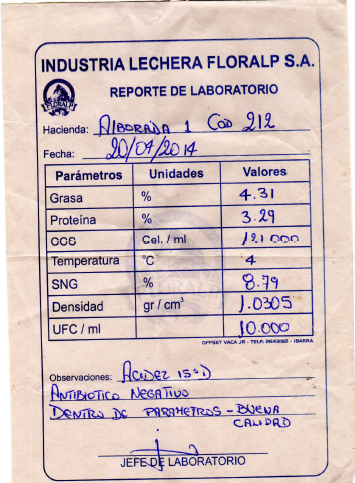 INDUSTRIA LECHERA FLORALP S.A.
FLORALP
REPORTE DE LABORATORIO
Hacienda: Alborada 1 Cod 212
Fecha: 20/04/2014
Parámetros Unidades Valores
Grasa % 4.31
Proteína % 3.29
CCS Cel. / ml 121 000
Temperatura °C 4
SNG % 8.79
Densidad gr / cm³ 1.0305
UFC / ml 10.000
OFFSET VACA JR - TELF: 2643921 - IBARRA
Observaciones: Acidez 15°D
Antibiotico Negativo
Dentro de parametros - Buena
Calidad
JEFE DE LABORATORIO